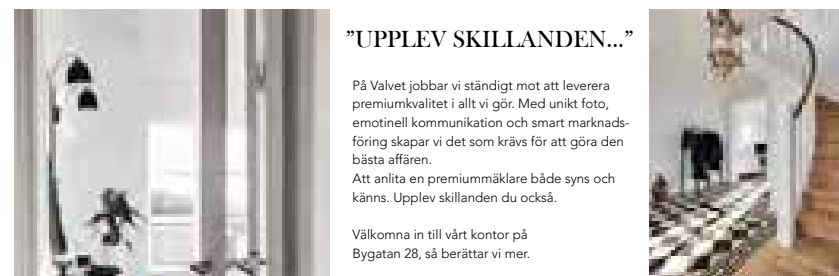 ”UPPLEV SKILLANDEN...”
På Valvet jobbar vi ständigt mot att leverera
premiumkvalitet i allt vi gör. Med unikt foto,
emotinell kommunikation och smart marknads-
föring skapar vi det som krävs för att göra den
bästa affären.
Att anlita en premiummäklare både syns och
känns. Upplev skillanden du också.
Välkomna in till vårt kontor på
Bygatan 28, så berättar vi mer.